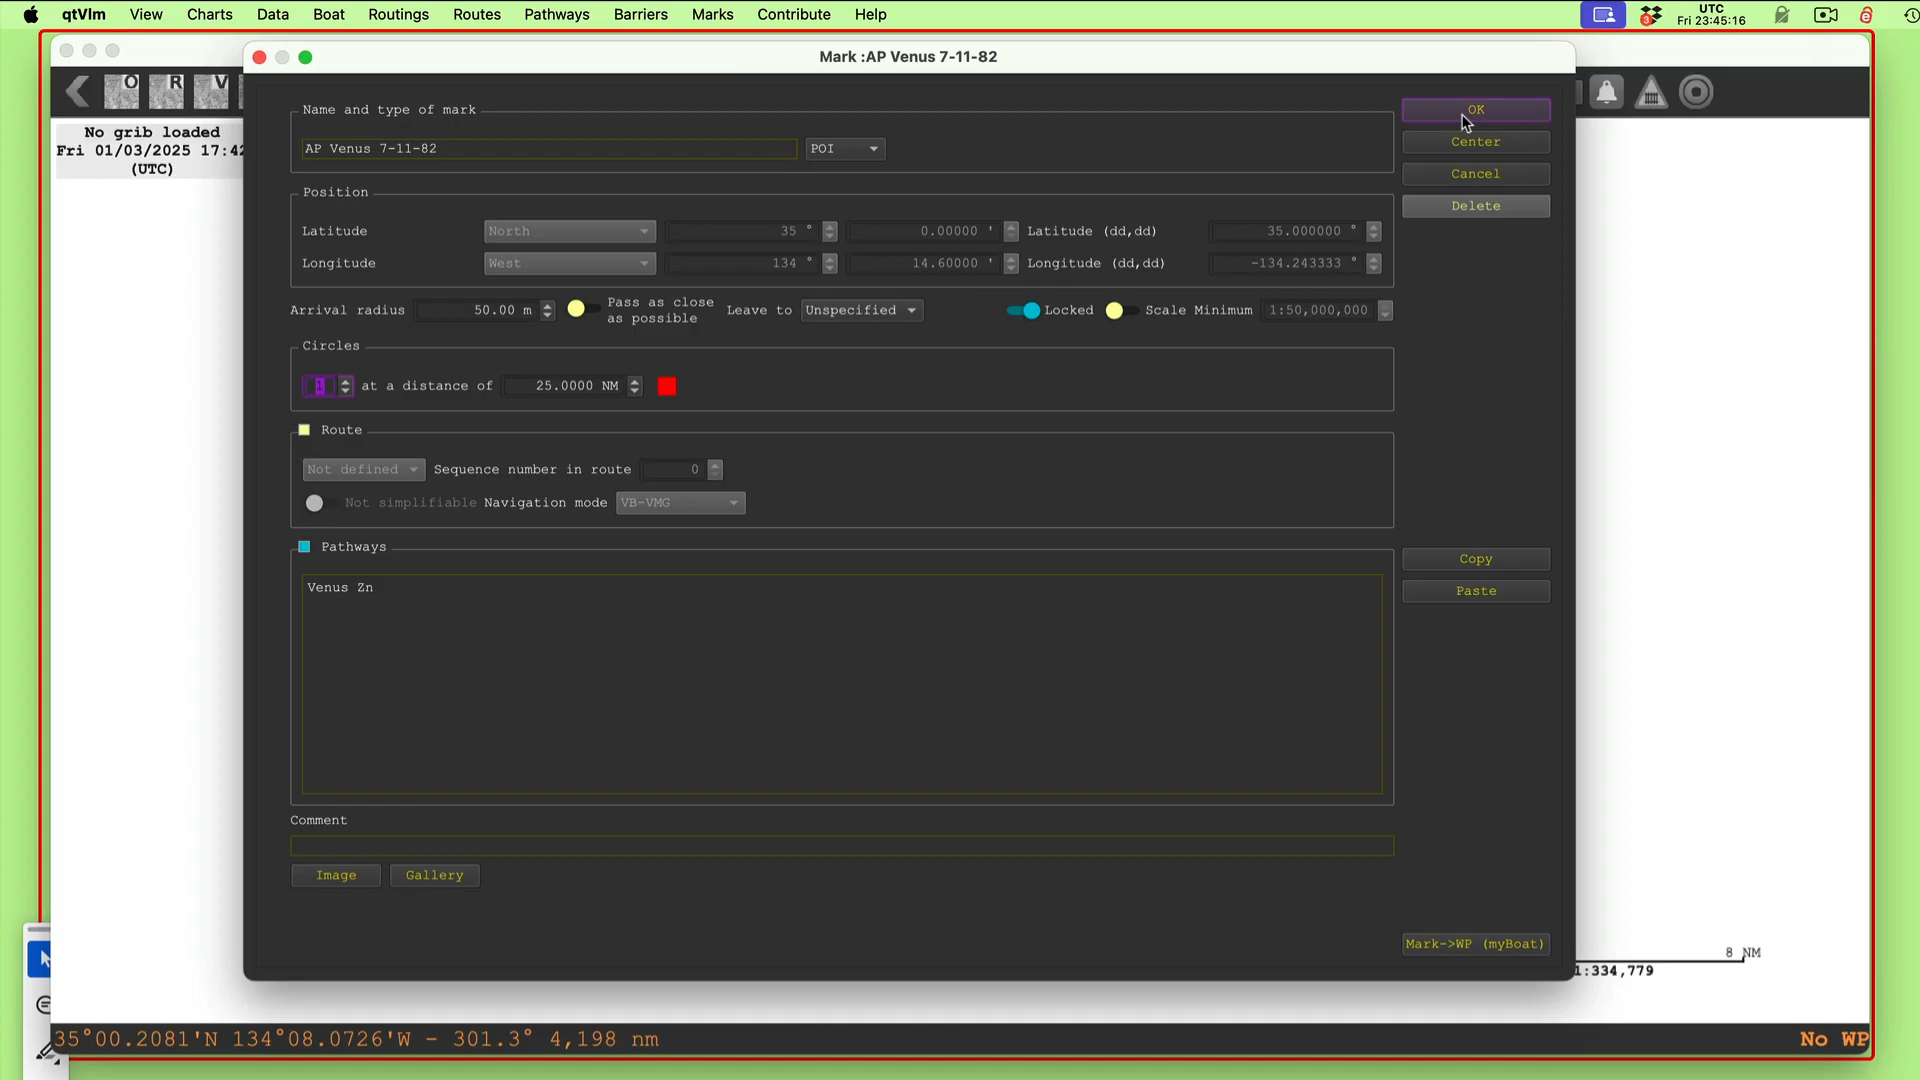 qtVlm View Charts Data Boat Routings Routes Pathways Barriers Marks Contribute Help
3
UTC
Fri 23:45:16
Mark :AP Venus 7-11-82
O R V
No grib loaded
Fri 01/03/2025 17:42
(UTC)
Name and type of mark
AP Venus 7-11-82 POI
OK
Center
Cancel
Delete
Position
Latitude North 35 ° 0.00000 ' Latitude (dd,dd) 35.000000 °
Longitude West 134 ° 14.60000 ' Longitude (dd,dd) -134.243333 °
Arrival radius 50.00 m Pass as close as possible Leave to Unspecified Locked Scale Minimum 1:50,000,000
Circles
1 at a distance of 25.0000 NM
Route
Not defined Sequence number in route 0
Not simplifiable Navigation mode VB-VMG
Pathways
Venus Zn
Copy
Paste
Comment
Image Gallery
Mark->WP (myBoat)
8 NM
1:334,779
35°00.2081'N 134°08.0726'W - 301.3° 4,198 nm
No WP